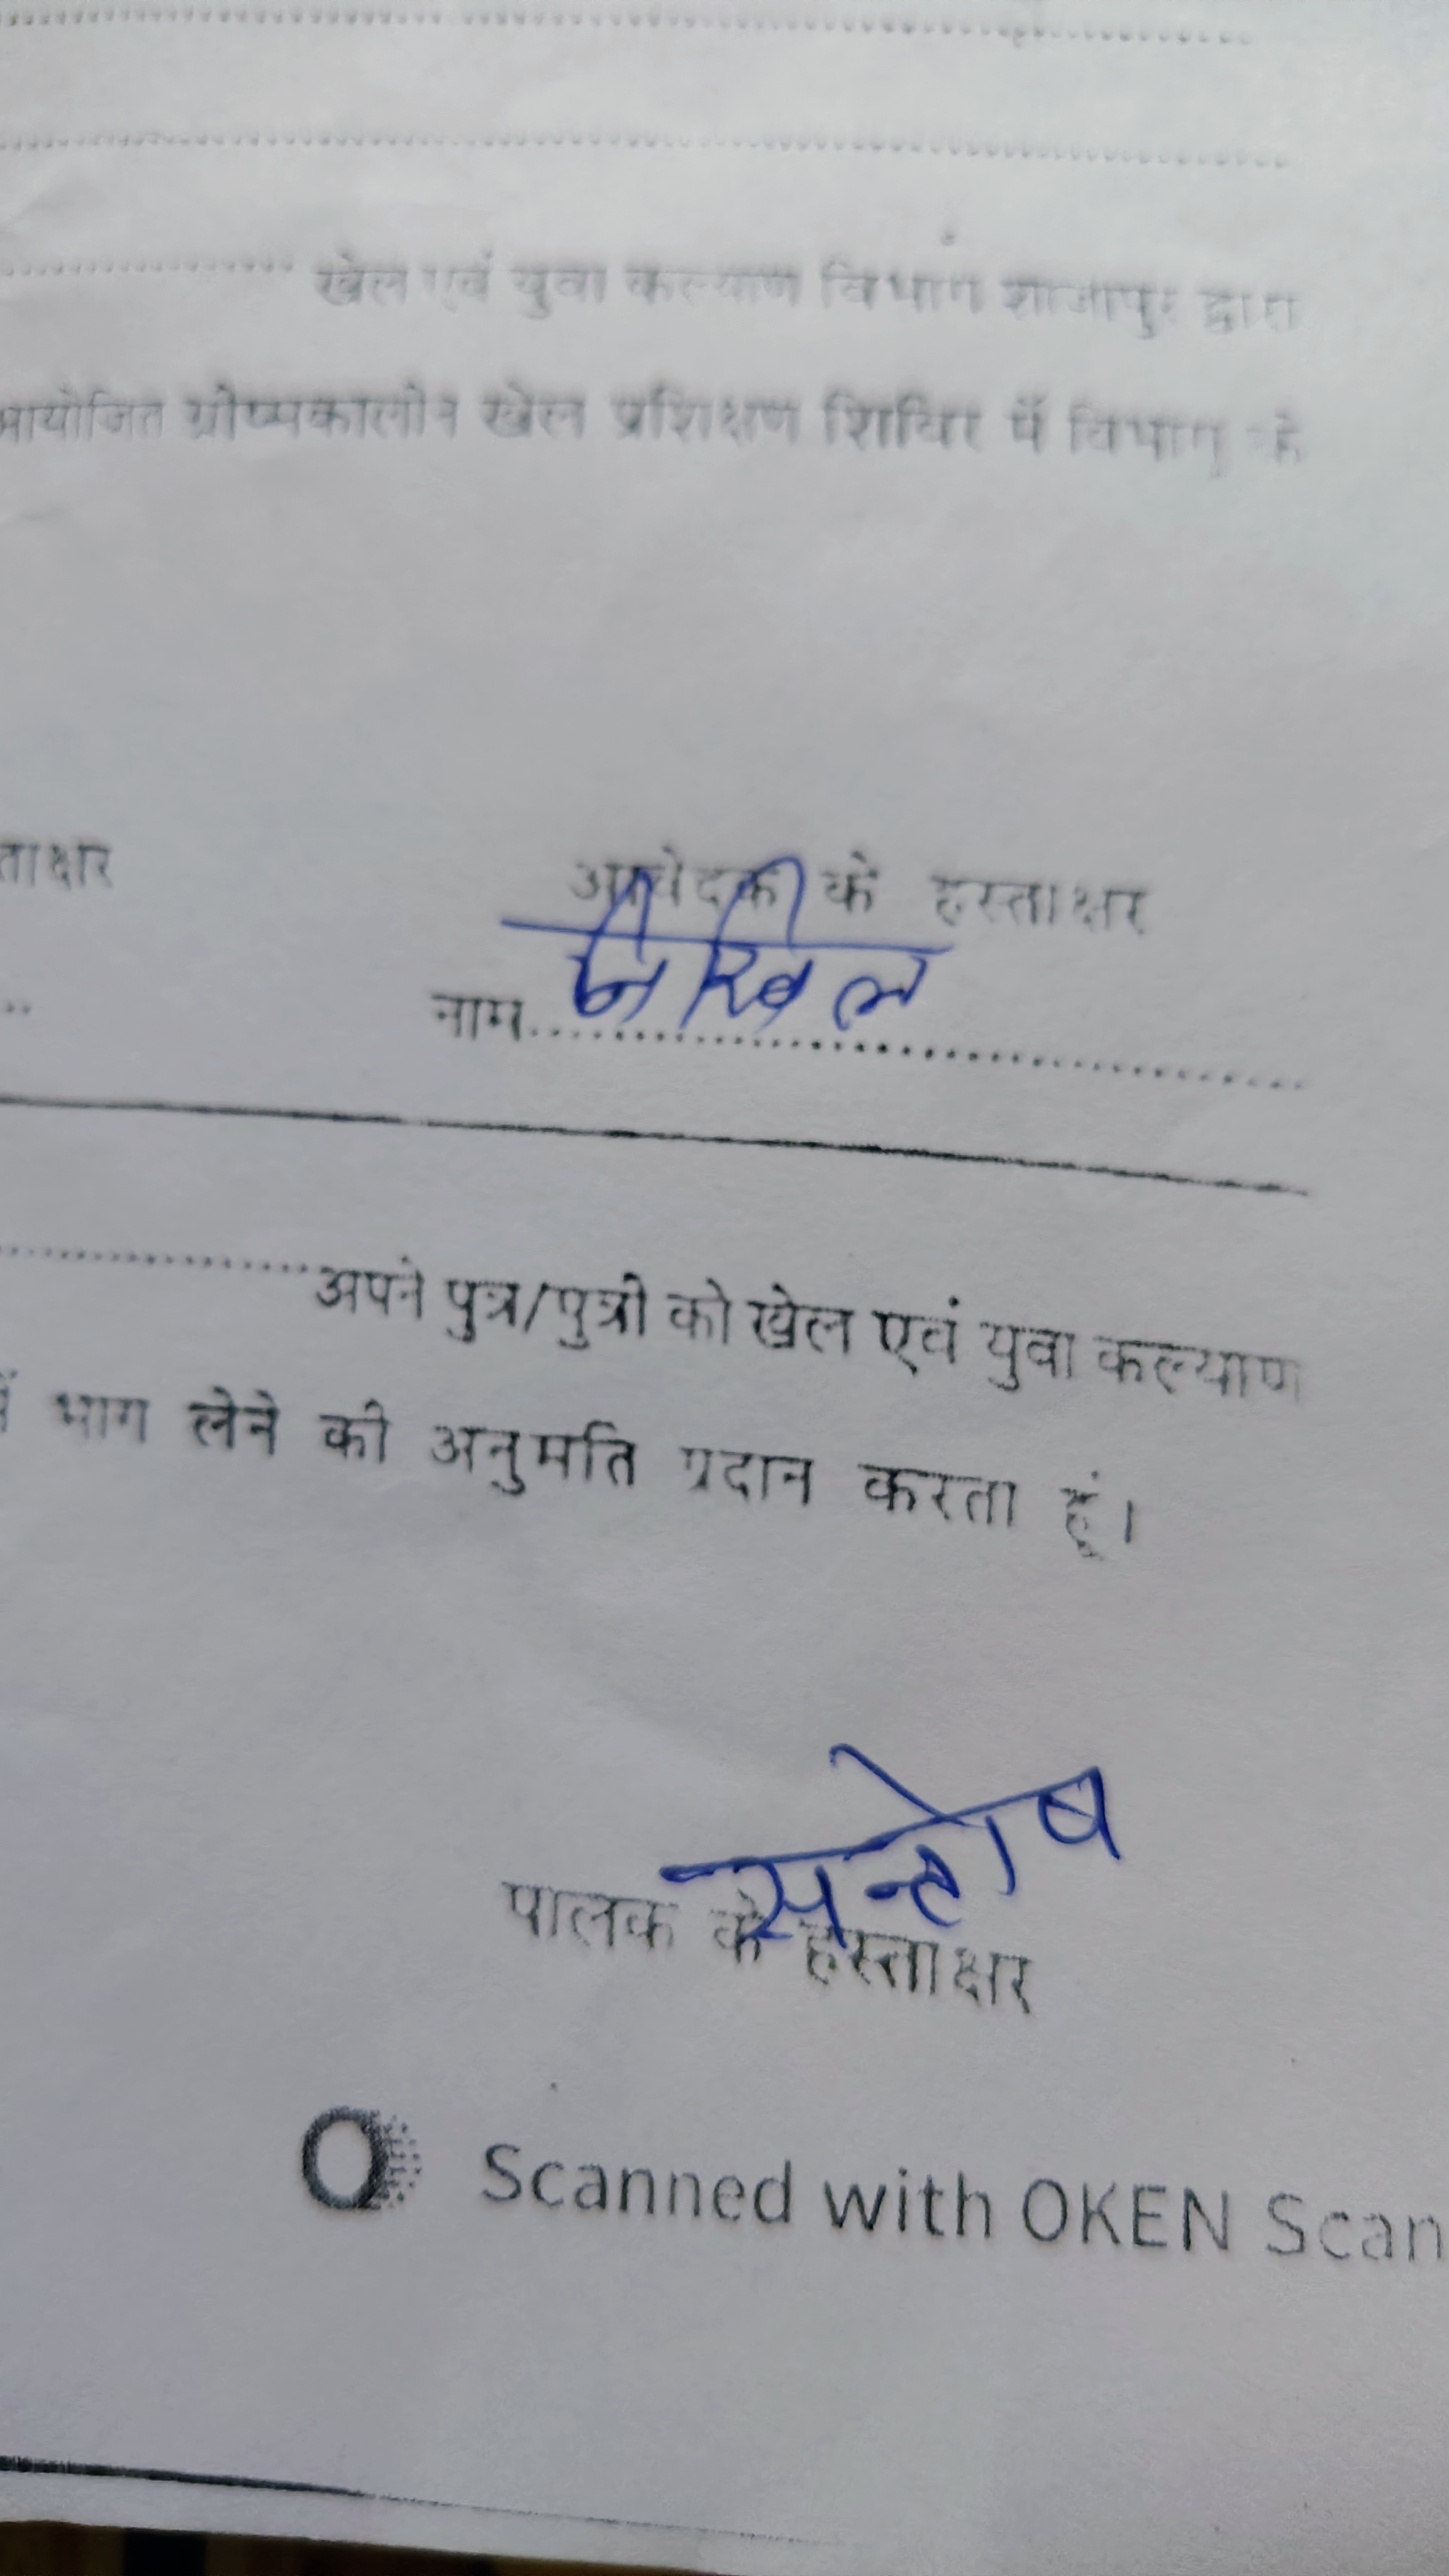 खेल एवं युवा कल्याण विभाग शाजापुर द्वारा
आयोजित ग्रीष्मकालीन खेल प्रशिक्षण शिविर में विभाग के
ताक्षर
आवेदक के हस्ताक्षर
नाम निखिल
अपने पुत्र/पुत्री को खेल एवं युवा कल्याण
में भाग लेने की अनुमति प्रदान करता हूं।
सन्तोष
पालक के हस्ताक्षर
Scanned with OKEN Scan